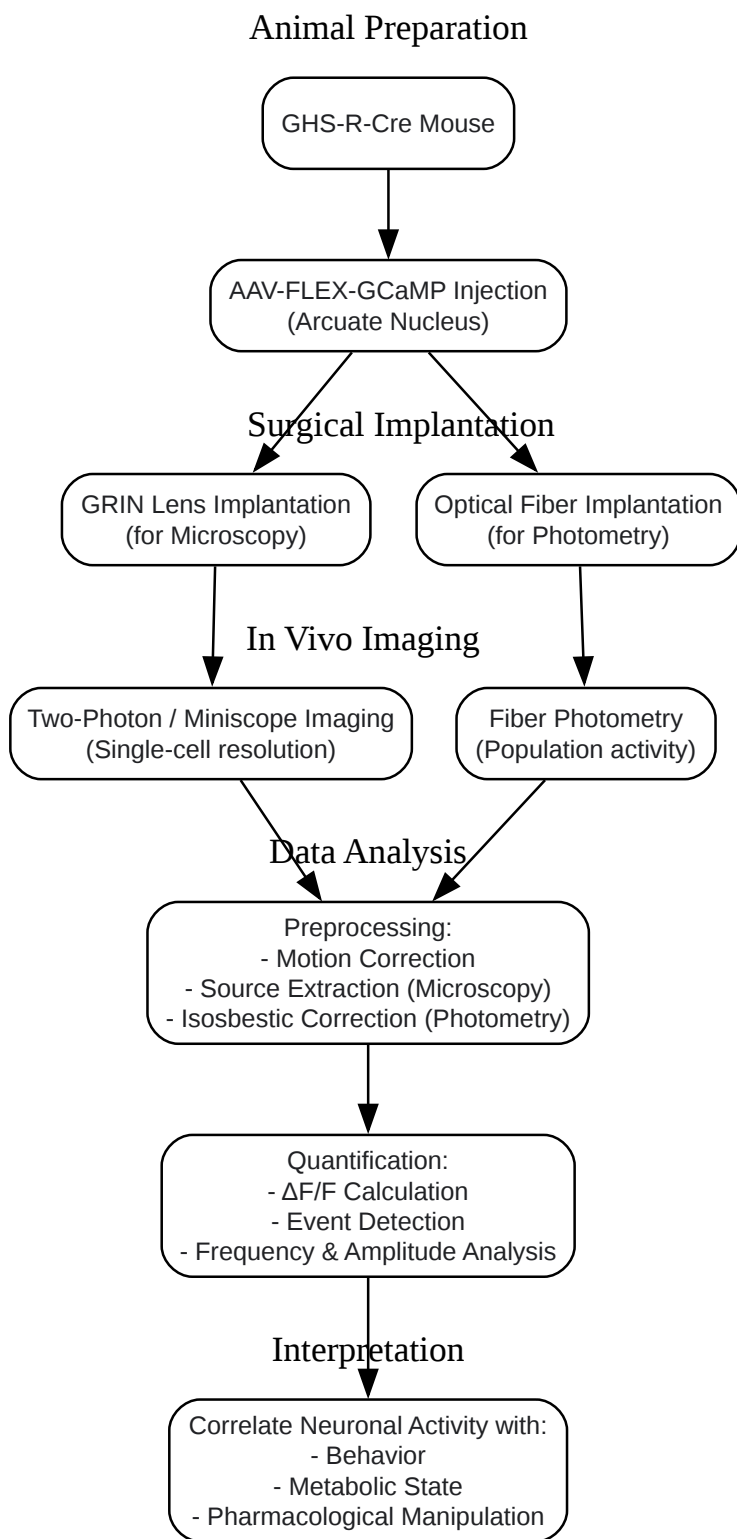 Animal Preparation
GHS-R-Cre Mouse
AAV-FLEX-GCaMP Injection
(Arcuate Nucleus)
Surgical Implantation
GRIN Lens Implantation
(for Microscopy)
Optical Fiber Implantation
(for Photometry)
In Vivo Imaging
Two-Photon / Miniscope Imaging
(Single-cell resolution)
Fiber Photometry
(Population activity)
Data Analysis
Preprocessing:
- Motion Correction
- Source Extraction (Microscopy)
- Isosbestic Correction (Photometry)
Quantification:
- ΔF/F Calculation
- Event Detection
- Frequency & Amplitude Analysis
Interpretation
Correlate Neuronal Activity with:
- Behavior
- Metabolic State
- Pharmacological Manipulation